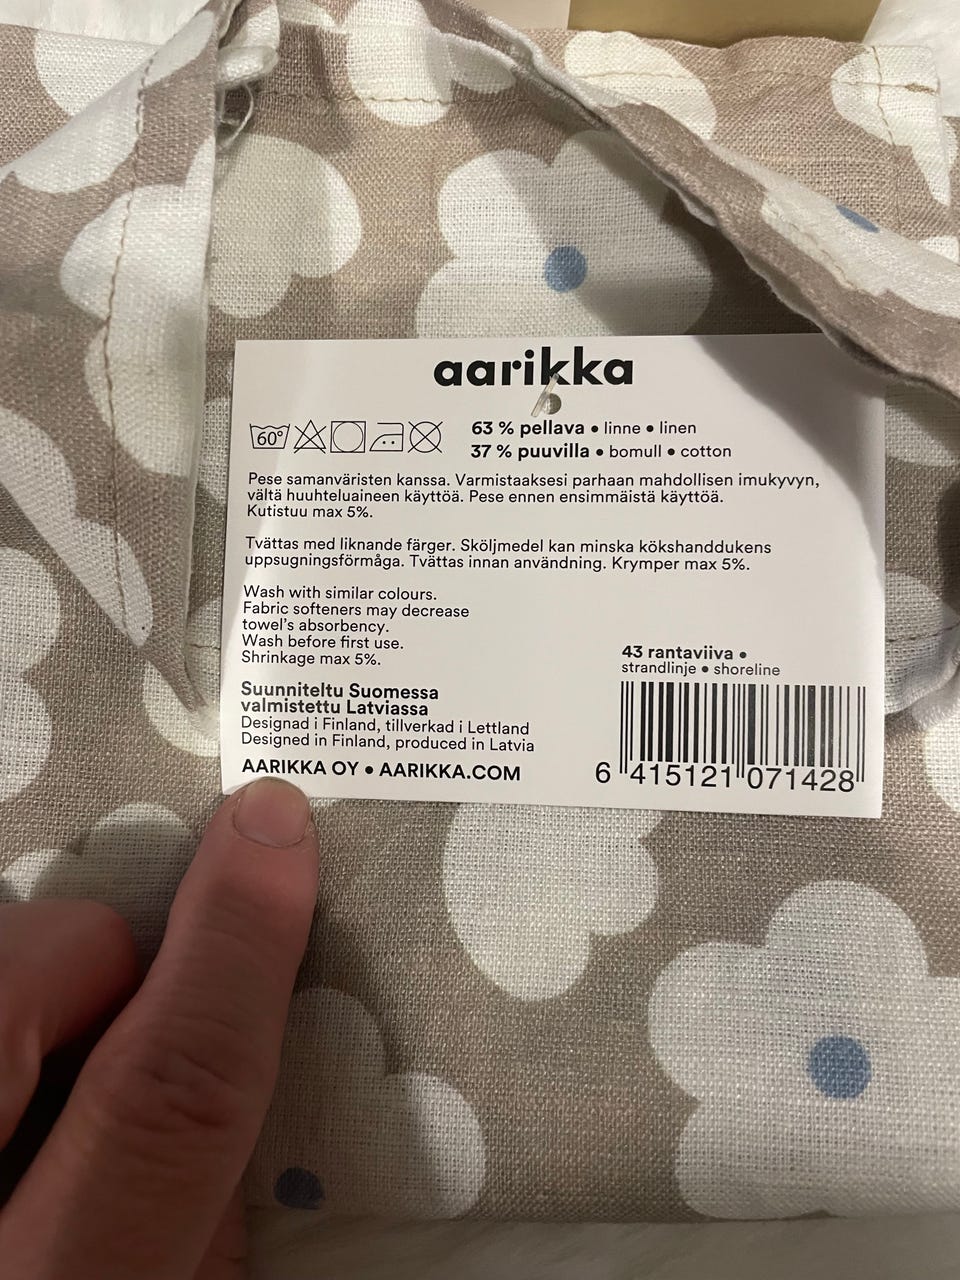 aarikka
60°
63 % pellava • linne • linen
37 % puuvilla • bomull • cotton
Pese samanväristen kanssa. Varmistaaksesi parhaan mahdollisen imukyvyn,
vältä huuhteluaineen käyttöä. Pese ennen ensimmäistä käyttöä.
Kutistuu max 5%.
Tvättas med liknande färger. Sköljmedel kan minska kökshanddukens
uppsugningsförmåga. Tvättas innan användning. Krymper max 5%.
Wash with similar colours.
Fabric softeners may decrease
towel's absorbency.
Wash before first use.
Shrinkage max 5%.
Suunniteltu Suomessa
valmistettu Latviassa
Designad i Finland, tillverkad i Lettland
Designed in Finland, produced in Latvia
AARIKKA OY • AARIKKA.COM
43 rantaviiva •
strandlinje • shoreline
6 415121 071428